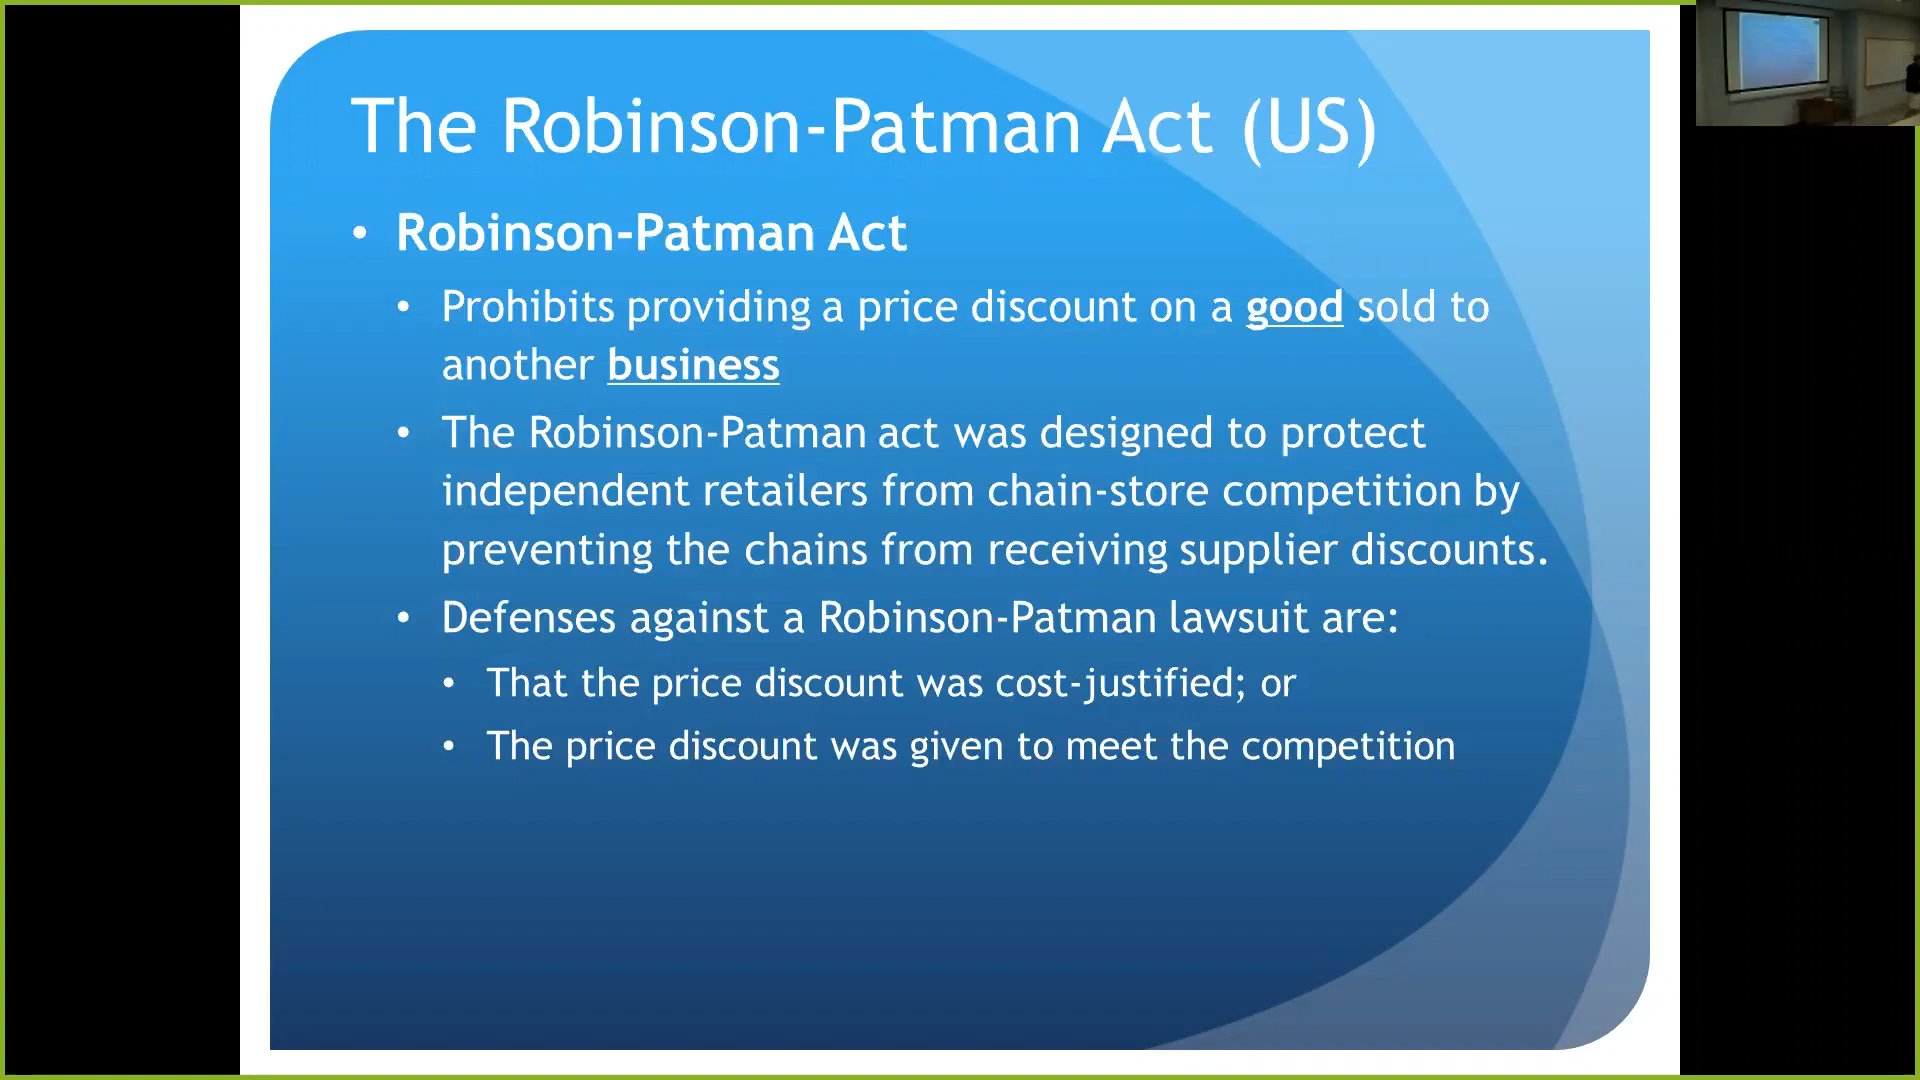 The Robinson-Patman Act (US)
• Robinson-Patman Act
• Prohibits providing a price discount on a good sold to
another business
• The Robinson-Patman act was designed to protect
independent retailers from chain-store competition by
preventing the chains from receiving supplier discounts.
• Defenses against a Robinson-Patman lawsuit are:
• That the price discount was cost-justified; or
• The price discount was given to meet the competition